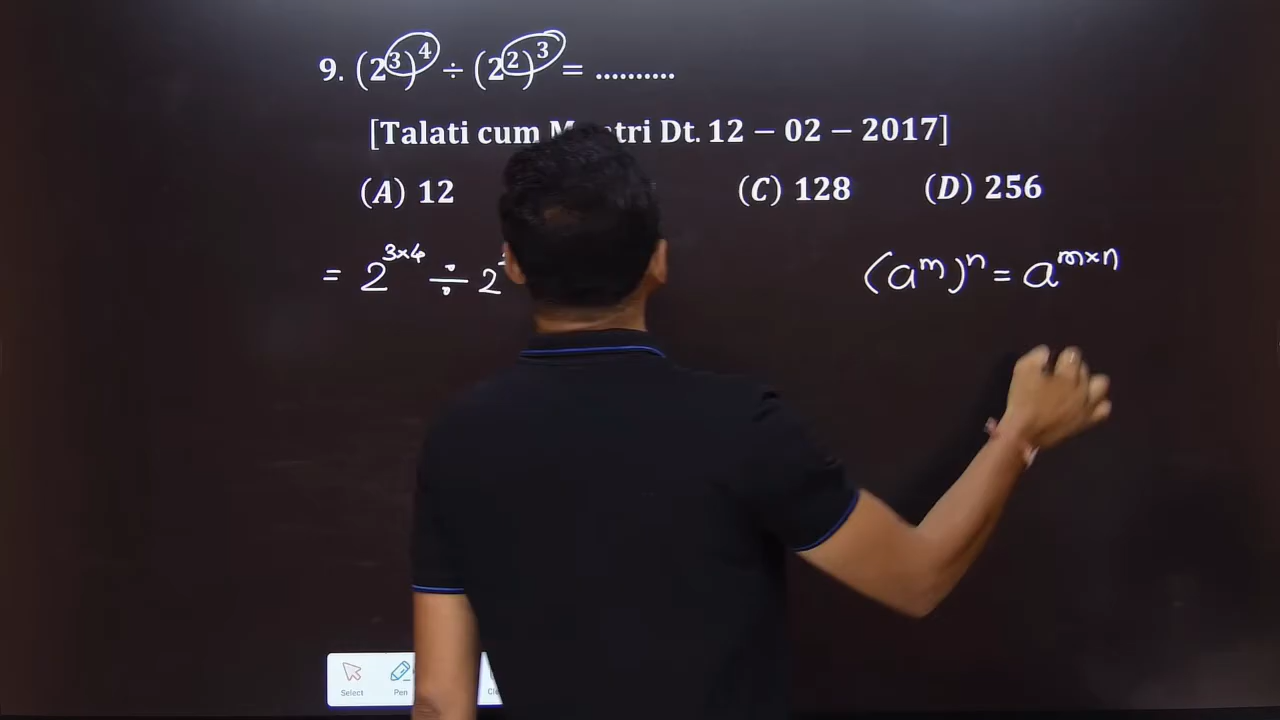 9. (2³)⁴ ÷ (2²)³ = ..........
[Talati cum Dt. 12 – 02 – 2017]
(A) 12 (C) 128 (D) 256
= 2^{3×4} ÷ 2 (a^m)^n = a^{m×n}
Select Pen